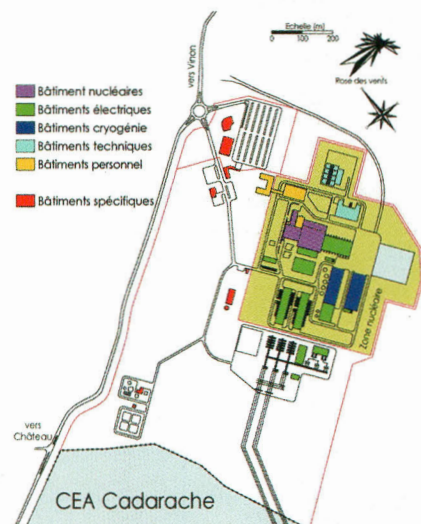 Echelle (m)
0 100 200
Rose des vents
vers Vinon
Bâtiment nucléaires
Bâtiments électriques
Bâtiments cryogénie
Bâtiments techniques
Bâtiments personnel
Bâtiments spécifiques
Zone nucléaire
vers
Château
CEA Cadarache